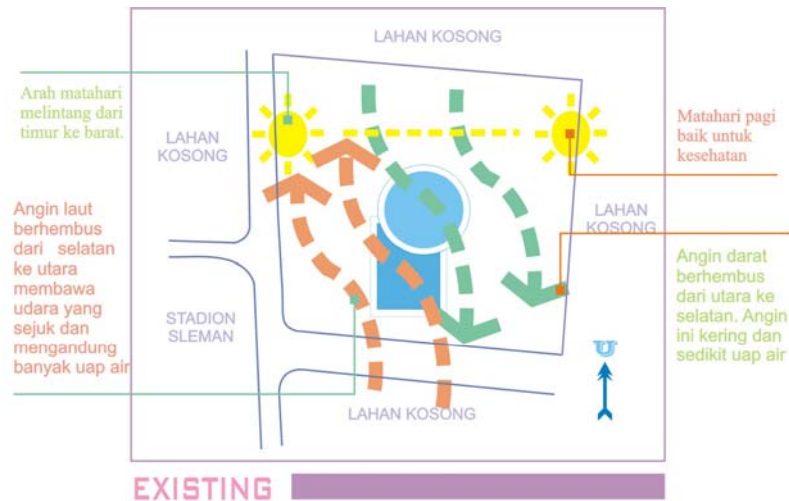 LAHAN KOSONG
Arah matahari
melintang dari
timur ke barat.
LAHAN
KOSONG
Matahari pagi
baik untuk
kesehatan
Angin laut
berhembus
dari selatan
ke utara
membawa
udara yang
sejuk dan
mengandung
banyak uap air
LAHAN
KOSONG
Angin darat
berhembus
dari utara ke
selatan. Angin
ini kering dan
sedikit uap air
STADION
SLEMAN
U
LAHAN KOSONG
EXISTING